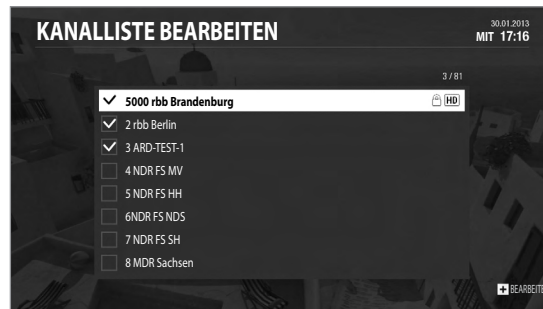 KANALLISTE BEARBEITEN
30.01.2013
MIT 17:16
3 / 81
5000 rbb Brandenburg HD
2 rbb Berlin
3 ARD-TEST-1
4 NDR FS MV
5 NDR FS HH
6NDR FS NDS
7 NDR FS SH
8 MDR Sachsen
BEARBEITE